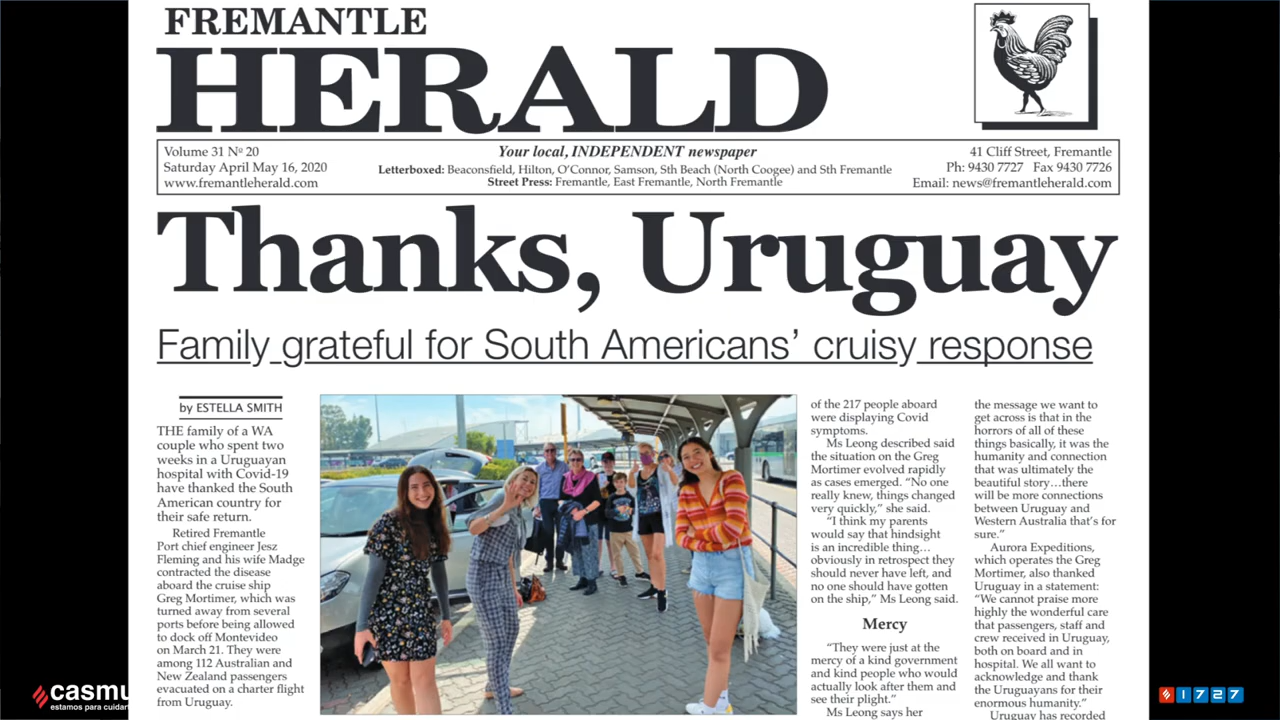 FREMANTLE
HERALD
Volume 31 Nº 20
Saturday April May 16, 2020
www.fremantleherald.com
Your local, INDEPENDENT newspaper
Letterboxed: Beaconsfield, Hilton, O'Connor, Samson, Sth Beach (North Coogee) and Sth Fremantle
Street Press: Fremantle, East Fremantle, North Fremantle
41 Cliff Street, Fremantle
Ph: 9430 7727 Fax 9430 7726
Email: news@fremantleherald.com
Thanks, Uruguay
Family grateful for South Americans' cruisy response
by ESTELLA SMITH
THE family of a WA
couple who spent two
weeks in a Uruguayan
hospital with Covid-19
have thanked the South
American country for
their safe return.
Retired Fremantle
Port chief engineer Jesz
Fleming and his wife Madge
contracted the disease
aboard the cruise ship
Greg Mortimer, which was
turned away from several
ports before being allowed
to dock off Montevideo
on March 21. They were
among 112 Australian and
New Zealand passengers
evacuated on a charter flight
from Uruguay.
of the 217 people aboard
were displaying Covid
symptoms.
Ms Leong described said
the situation on the Greg
Mortimer evolved rapidly
as cases emerged. "No one
really knew, things changed
very quickly," she said.
"I think my parents
would say that hindsight
is an incredible thing…
obviously in retrospect they
should never have left, and
no one should have gotten
on the ship," Ms Leong said.
Mercy
"They were just at the
mercy of a kind government
and kind people who would
actually look after them and
see their plight."
Ms Leong says her
the message we want to
get across is that in the
horrors of all of these
things basically, it was the
humanity and connection
that was ultimately the
beautiful story…there
will be more connections
between Uruguay and
Western Australia that's for
sure."
Aurora Expeditions,
which operates the Greg
Mortimer, also thanked
Uruguay in a statement:
"We cannot praise more
highly the wonderful care
that passengers, staff and
crew received in Uruguay,
both on board and in
hospital. We all want to
acknowledge and thank
the Uruguayans for their
enormous humanity."
Uruguay has recorded
casmu
estamos para cuidart
1727